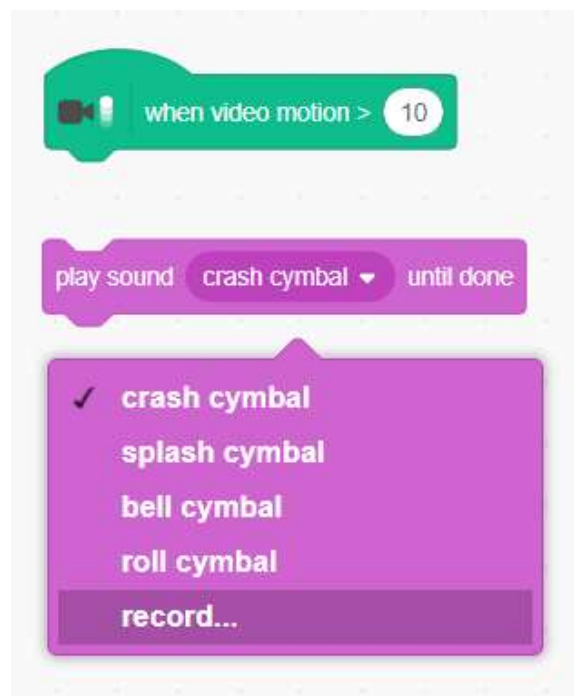 when video motion > 10
play sound crash cymbal until done
crash cymbal
splash cymbal
bell cymbal
roll cymbal
record...